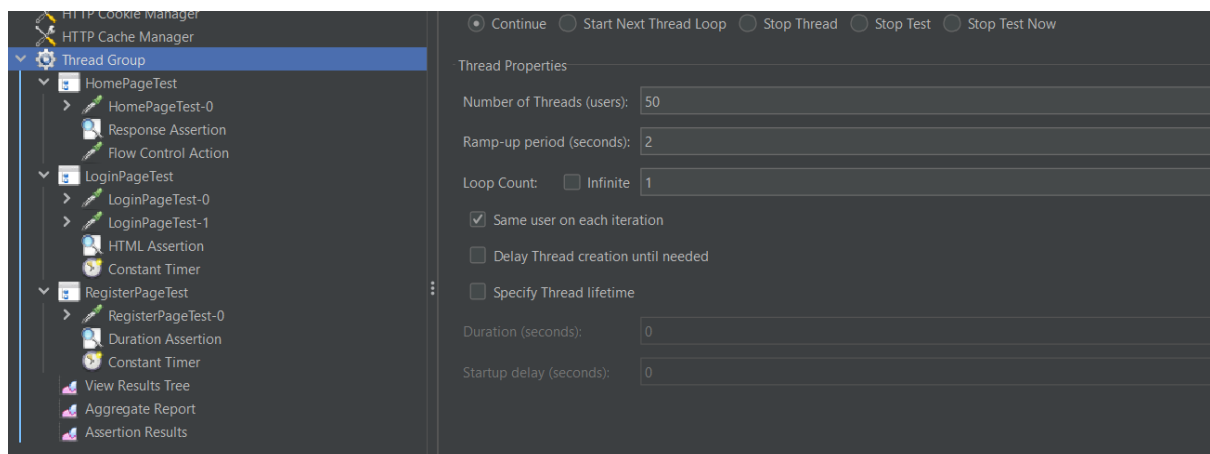 HTTP Cookie Manager
HTTP Cache Manager
Thread Group
HomePageTest
HomePageTest-0
Response Assertion
Flow Control Action
LoginPageTest
LoginPageTest-0
LoginPageTest-1
HTML Assertion
Constant Timer
RegisterPageTest
RegisterPageTest-0
Duration Assertion
Constant Timer
View Results Tree
Aggregate Report
Assertion Results
Continue Start Next Thread Loop Stop Thread Stop Test Stop Test Now
Thread Properties
Number of Threads (users): 50
Ramp-up period (seconds): 2
Loop Count: Infinite 1
Same user on each iteration
Delay Thread creation until needed
Specify Thread lifetime
Duration (seconds): 0
Startup delay (seconds): 0